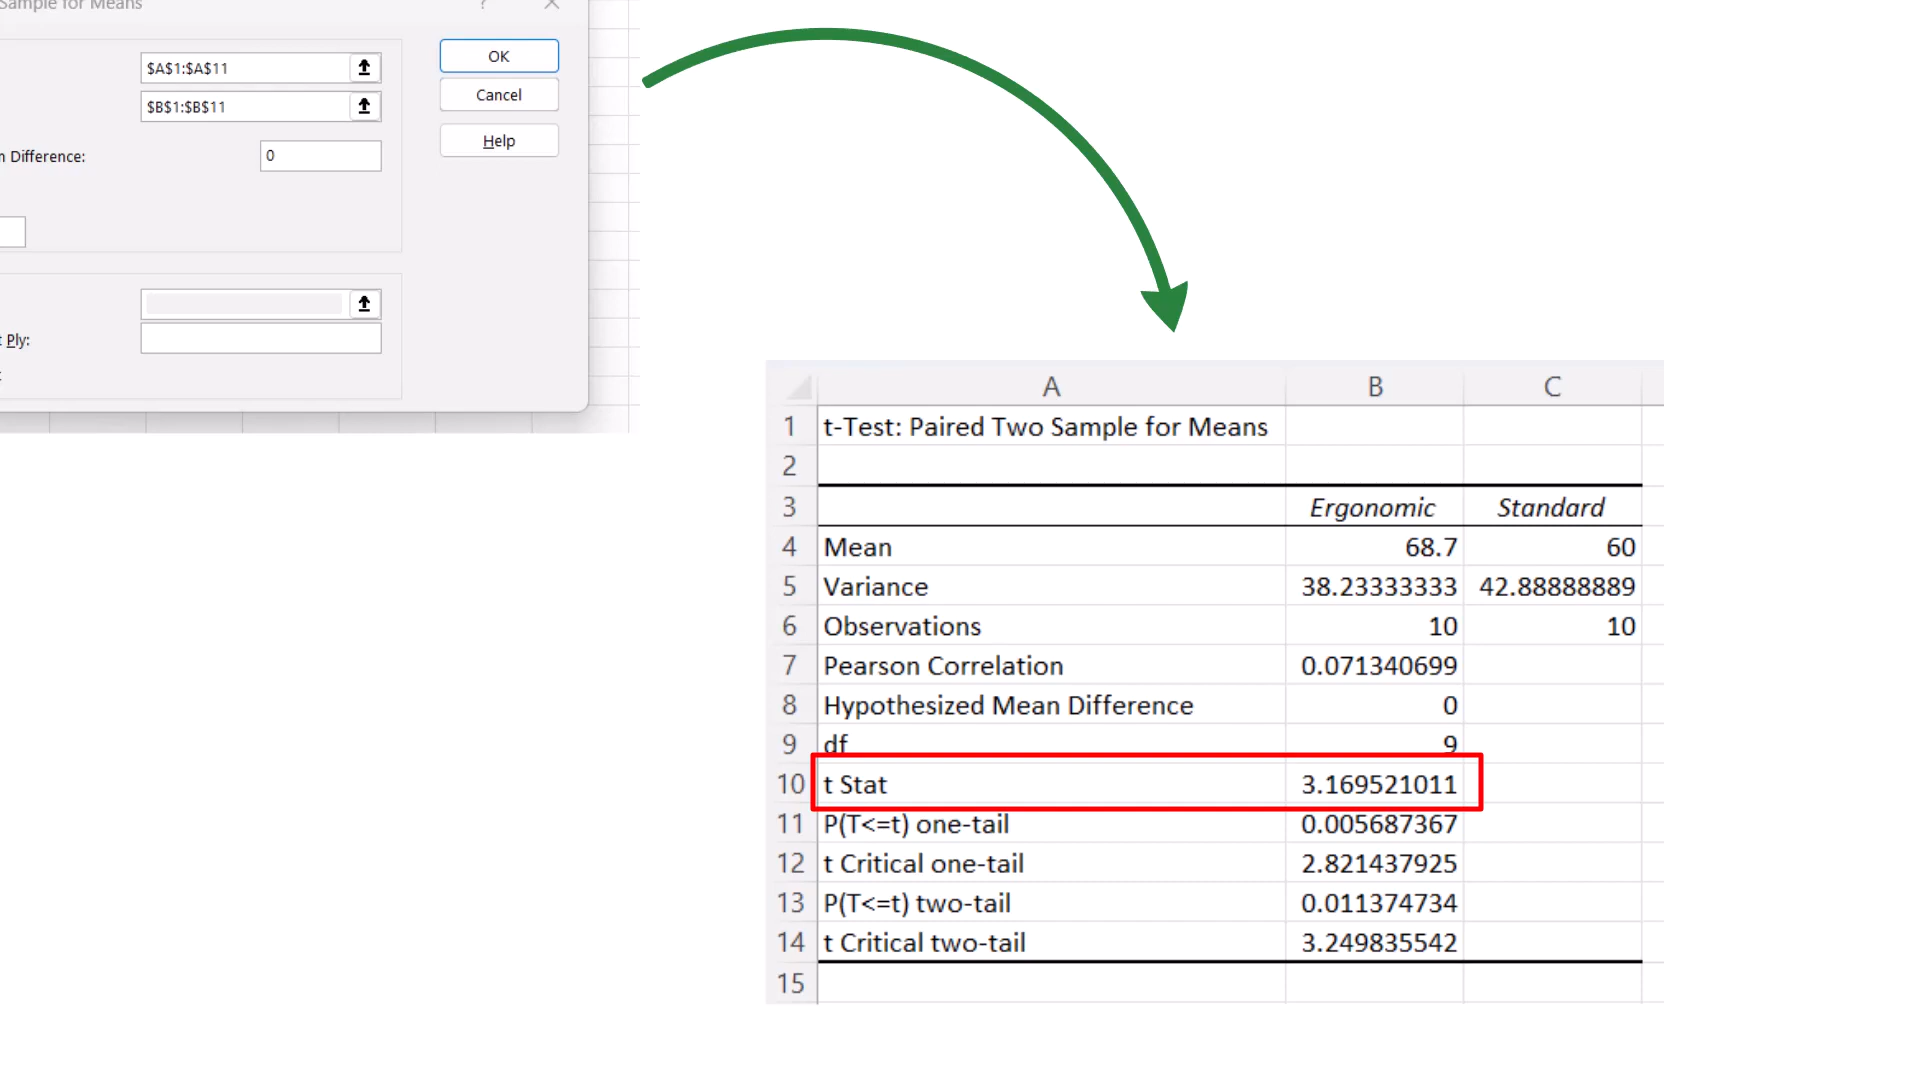 Sample for Means ? ×
$A$1:$A$11 OK
Cancel
$B$1:$B$11
Help
Difference: 0
Ply:
A B C
1 t-Test: Paired Two Sample for Means
2
3 Ergonomic Standard
4 Mean 68.7 60
5 Variance 38.23333333 42.88888889
6 Observations 10 10
7 Pearson Correlation 0.071340699
8 Hypothesized Mean Difference 0
9 df 9
10 t Stat 3.169521011
11 P(T<=t) one-tail 0.005687367
12 t Critical one-tail 2.821437925
13 P(T<=t) two-tail 0.011374734
14 t Critical two-tail 3.249835542
15